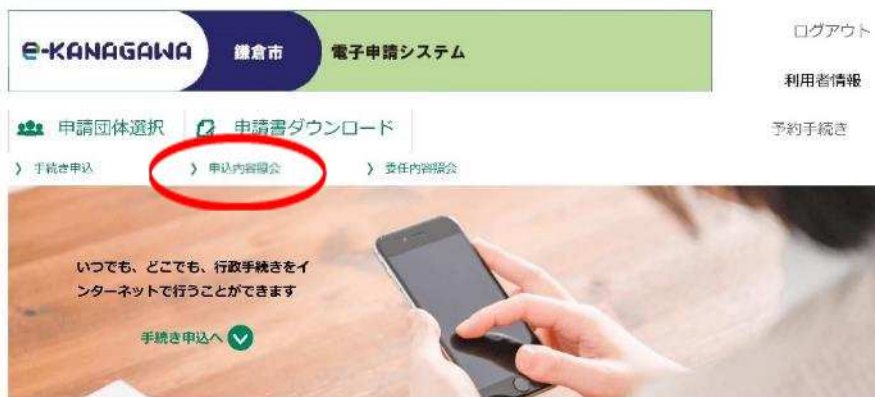 e-KANAGAWA 鎌倉市 電子申請システム
ログアウト
利用者情報
予約手続き
申請団体選択 申請書ダウンロード
》 手続き申込 》 申込内容照会 》 委任内容照会
いつでも、どこでも、行政手続きをイ
ンターネットで行うことができます
手続き申込へ